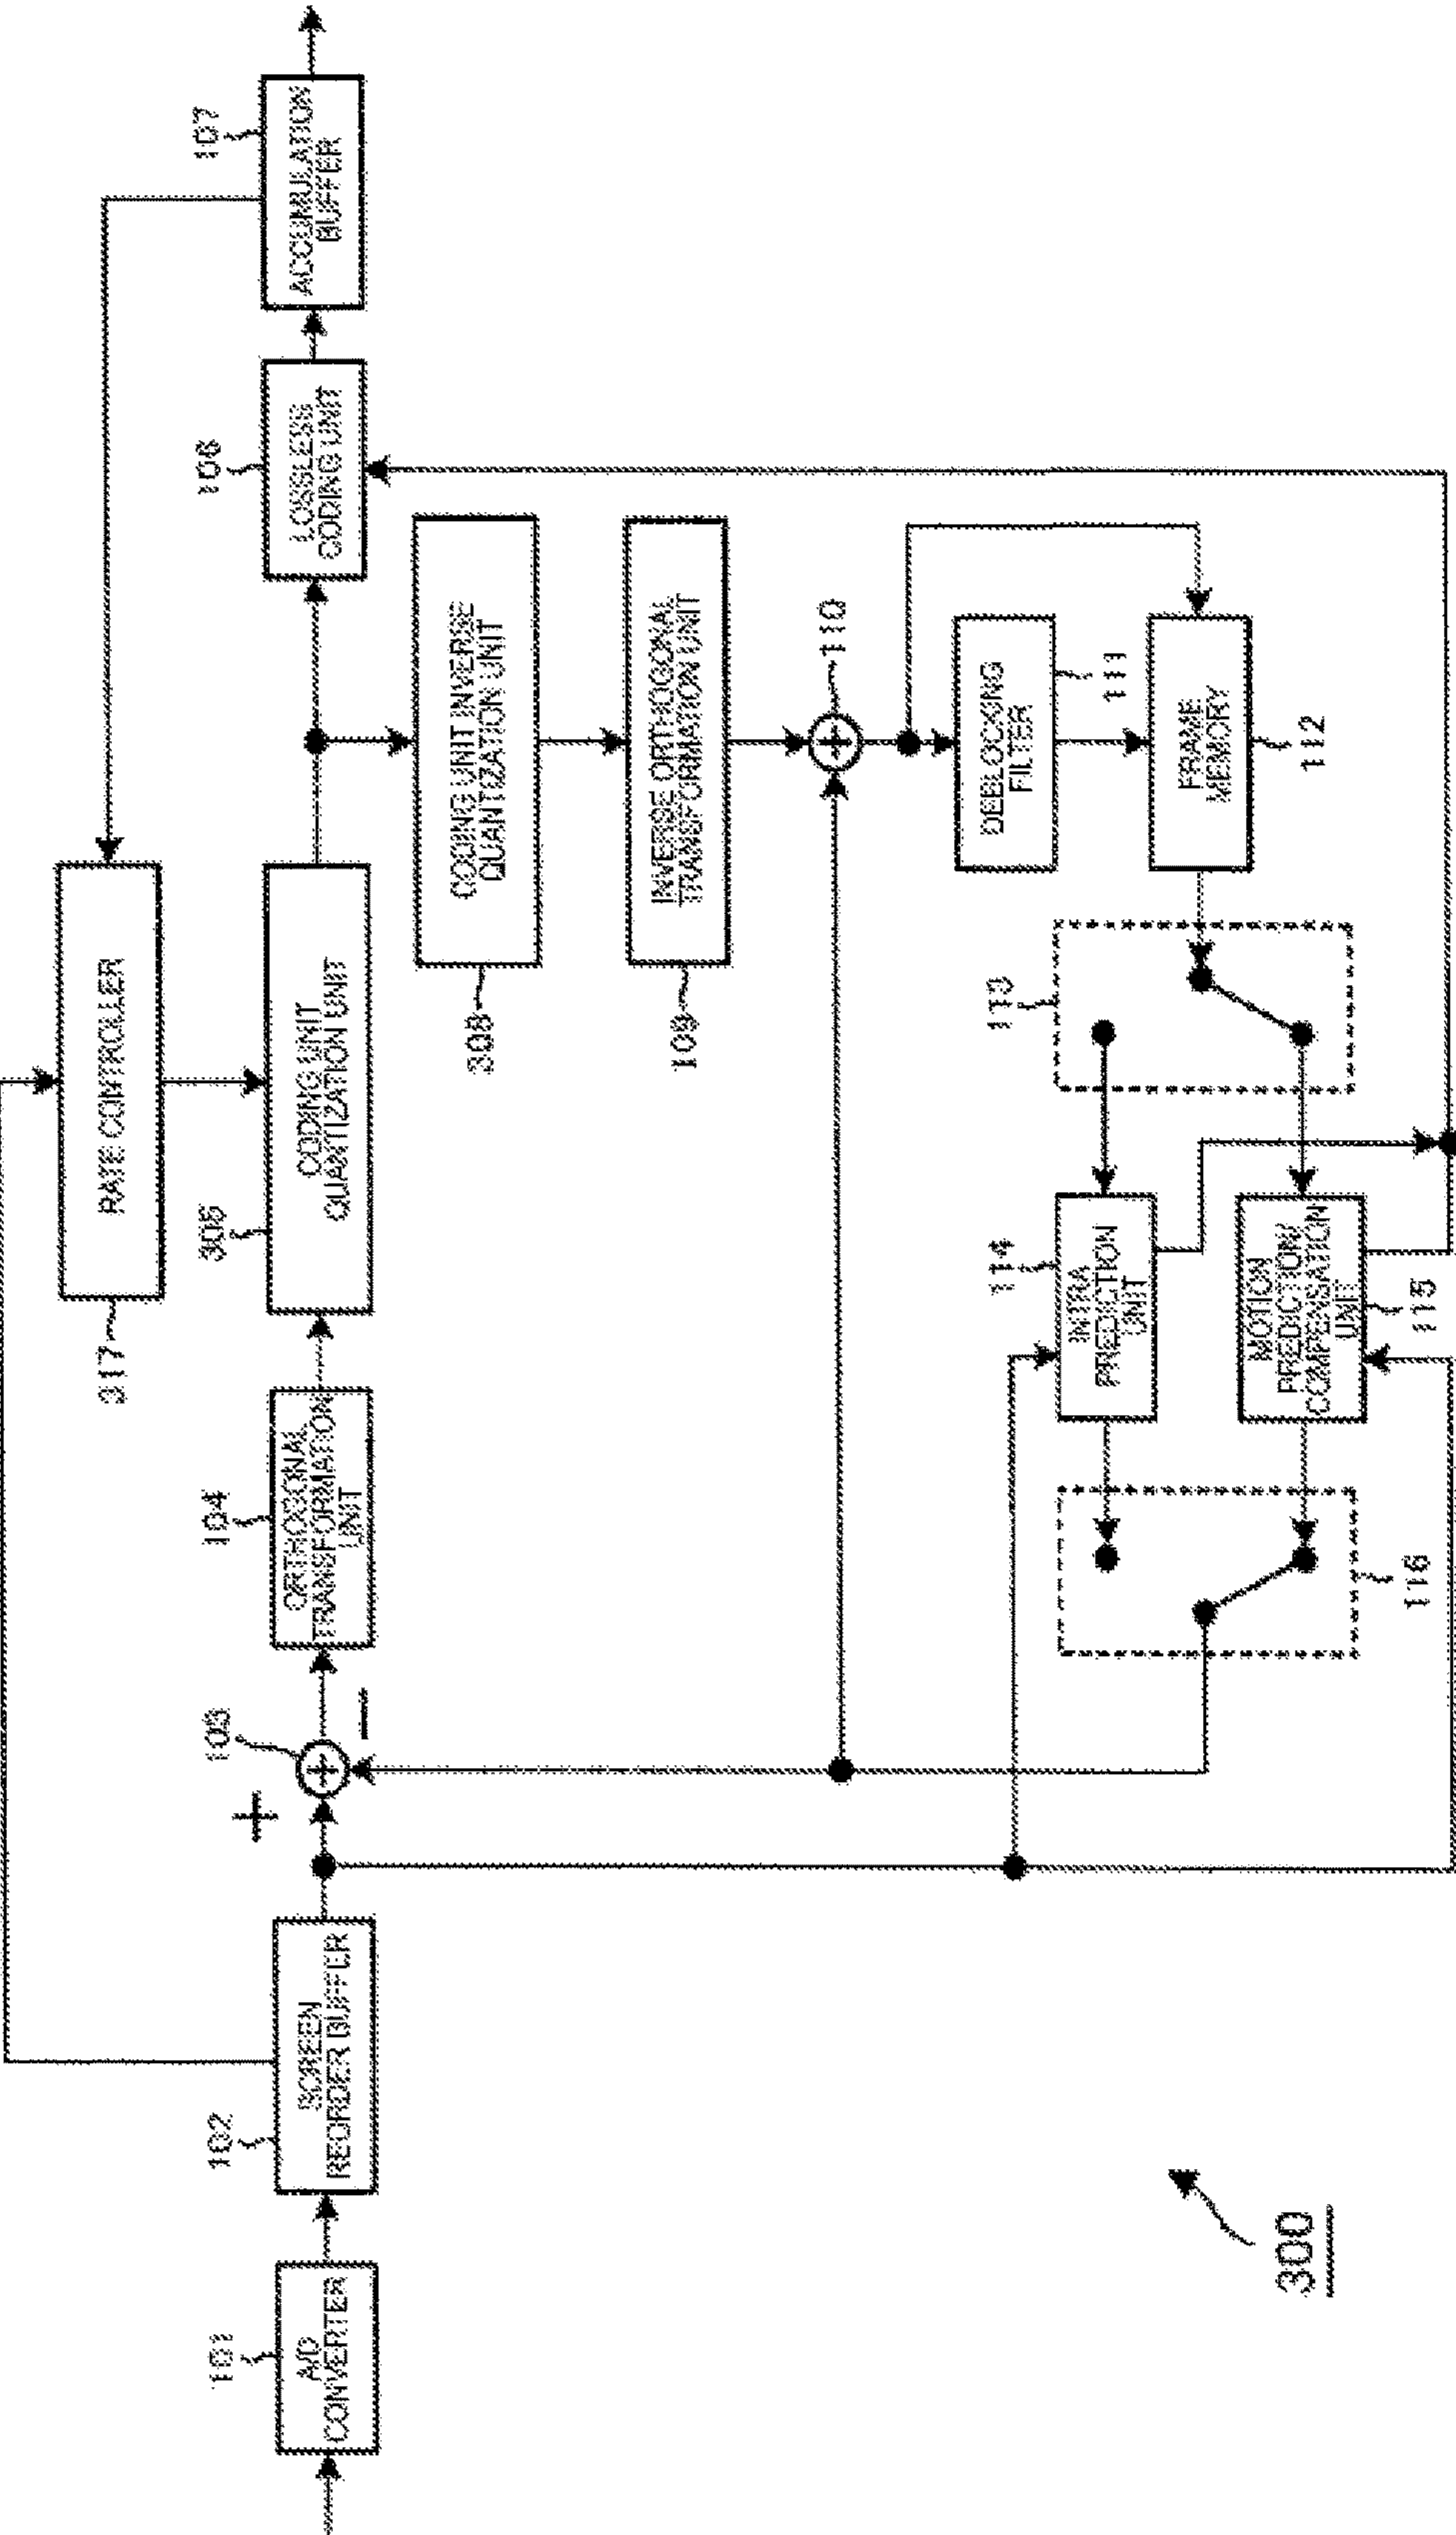 317
RATE CONTROLLER
101
A/D
CONVERTER
102
SCREEN
REORDER BUFFER
103
+
−
104
ORTHOGONAL
TRANSFORMATION
UNIT
305
CODING UNIT
QUANTIZATION UNIT
106
LOSSLESS
CODING UNIT
107
ACCUMULATION
BUFFER
308
CODING UNIT INVERSE
QUANTIZATION UNIT
109
INVERSE ORTHOGONAL
TRANSFORMATION UNIT
110
DEBLOCKING
FILTER
111
FRAME
MEMORY
112
113
114
INTRA
PREDICTION
UNIT
MOTION
PREDICTION/
COMPENSATION
UNIT
115
116
300